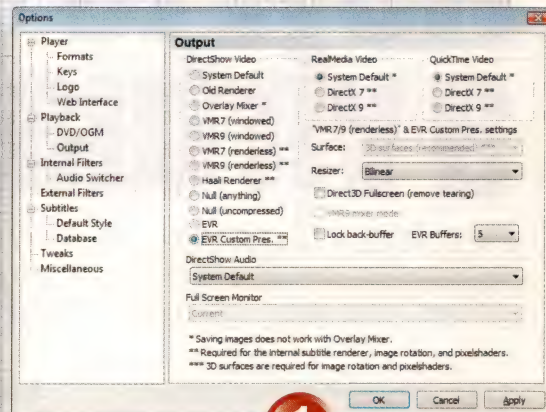 Options
Player
Formats
Keys
Logo
Web Interface
Playback
DVD/OGM
Output
Internal Filters
Audio Switcher
External Filters
Subtitles
Default Style
Database
Tweaks
Miscellaneous
Output
DirectShow Video
System Default
Old Renderer
Overlay Mixer *
VMR7 (windowed)
VMR9 (windowed)
VMR7 (renderless) **
VMR9 (renderless) **
Haali Renderer **
Null (anything)
Null (uncompressed)
EVR
EVR Custom Pres. **
RealMedia Video
System Default *
DirectX 7 **
DirectX 9 **
QuickTime Video
System Default *
DirectX 7 **
DirectX 9 **
"VMR7/9 (renderless)" & EVR Custom Pres. settings
Surface: 3D surfaces (recommended) ***
Resizer: Bilinear
Direct3D Fullscreen (remove tearing)
VMR9 mixer mode
Lock back-buffer EVR Buffers: 5
DirectShow Audio
System Default
Full Screen Monitor
Current
* Saving images does not work with Overlay Mixer.
** Required for the internal subtitle renderer, image rotation, and pixelshaders.
*** 3D surfaces are required for image rotation and pixelshaders.
OK Cancel Apply
1